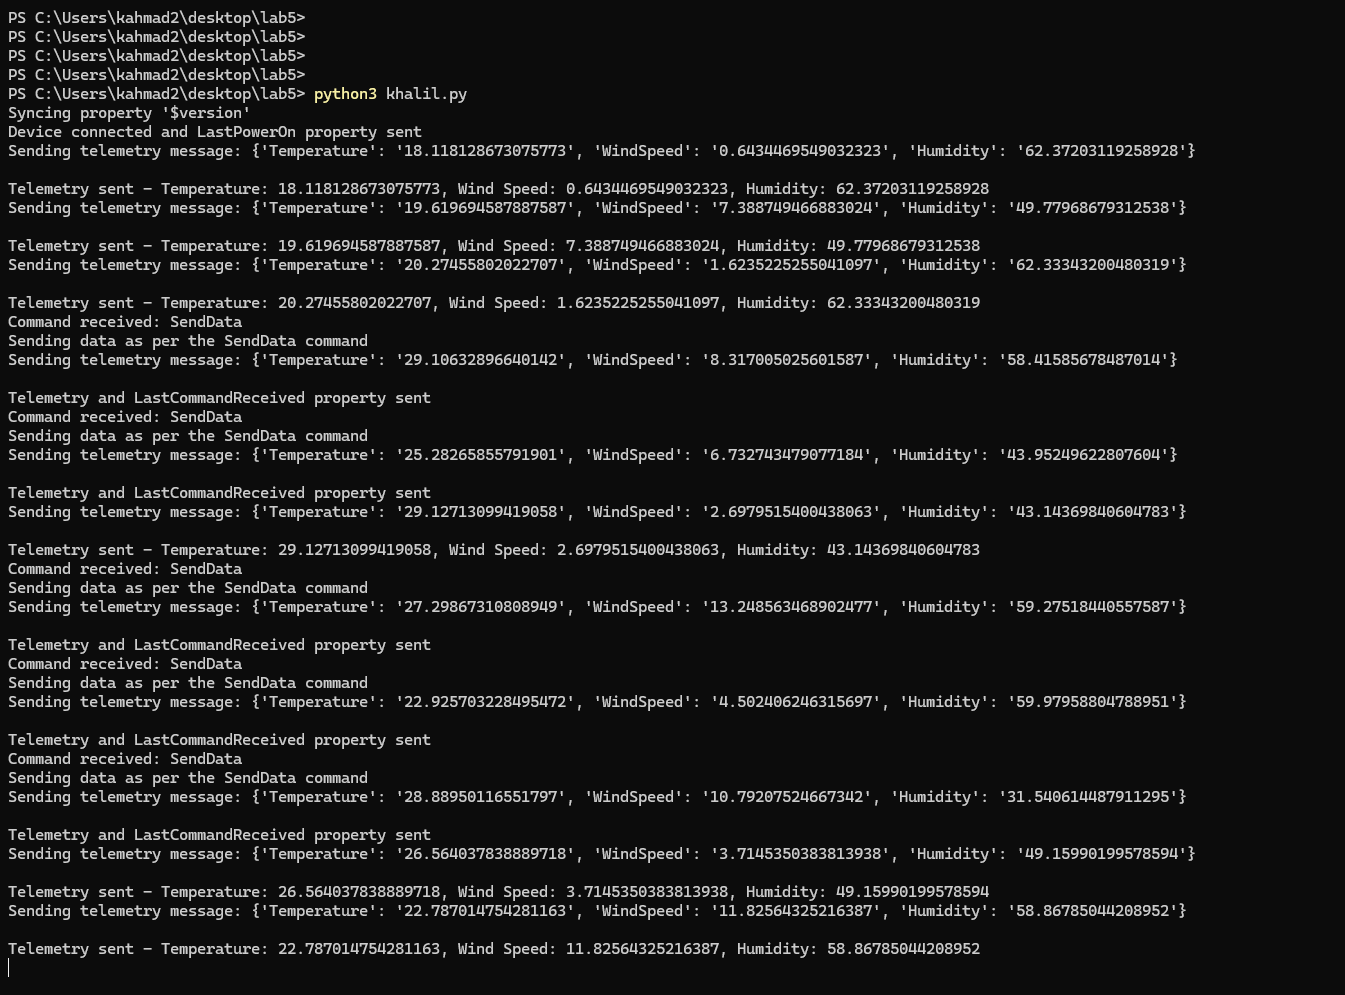 PS C:\Users\kahmad2\desktop\lab5>
PS C:\Users\kahmad2\desktop\lab5>
PS C:\Users\kahmad2\desktop\lab5>
PS C:\Users\kahmad2\desktop\lab5>
PS C:\Users\kahmad2\desktop\lab5> python3 khalil.py
Syncing property '$version'
Device connected and LastPowerOn property sent
Sending telemetry message: {'Temperature': '18.118128673075773', 'WindSpeed': '0.6434469549032323', 'Humidity': '62.37203119258928'}
Telemetry sent - Temperature: 18.118128673075773, Wind Speed: 0.6434469549032323, Humidity: 62.37203119258928
Sending telemetry message: {'Temperature': '19.619694587887587', 'WindSpeed': '7.388749466883024', 'Humidity': '49.77968679312538'}
Telemetry sent - Temperature: 19.619694587887587, Wind Speed: 7.388749466883024, Humidity: 49.77968679312538
Sending telemetry message: {'Temperature': '20.27455802022707', 'WindSpeed': '1.6235225255041097', 'Humidity': '62.33343200480319'}
Telemetry sent - Temperature: 20.27455802022707, Wind Speed: 1.6235225255041097, Humidity: 62.33343200480319
Command received: SendData
Sending data as per the SendData command
Sending telemetry message: {'Temperature': '29.10632896640142', 'WindSpeed': '8.317005025601587', 'Humidity': '58.41585678487014'}
Telemetry and LastCommandReceived property sent
Command received: SendData
Sending data as per the SendData command
Sending telemetry message: {'Temperature': '25.28265855791901', 'WindSpeed': '6.732743479077184', 'Humidity': '43.95249622807604'}
Telemetry and LastCommandReceived property sent
Sending telemetry message: {'Temperature': '29.12713099419058', 'WindSpeed': '2.6979515400438063', 'Humidity': '43.14369840604783'}
Telemetry sent - Temperature: 29.12713099419058, Wind Speed: 2.6979515400438063, Humidity: 43.14369840604783
Command received: SendData
Sending data as per the SendData command
Sending telemetry message: {'Temperature': '27.29867310808949', 'WindSpeed': '13.248563468902477', 'Humidity': '59.27518440557587'}
Telemetry and LastCommandReceived property sent
Command received: SendData
Sending data as per the SendData command
Sending telemetry message: {'Temperature': '22.925703228495472', 'WindSpeed': '4.502406246315697', 'Humidity': '59.97958804788951'}
Telemetry and LastCommandReceived property sent
Command received: SendData
Sending data as per the SendData command
Sending telemetry message: {'Temperature': '28.88950116551797', 'WindSpeed': '10.79207524667342', 'Humidity': '31.540614487911295'}
Telemetry and LastCommandReceived property sent
Sending telemetry message: {'Temperature': '26.564037838889718', 'WindSpeed': '3.7145350383813938', 'Humidity': '49.15990199578594'}
Telemetry sent - Temperature: 26.564037838889718, Wind Speed: 3.7145350383813938, Humidity: 49.15990199578594
Sending telemetry message: {'Temperature': '22.787014754281163', 'WindSpeed': '11.82564325216387', 'Humidity': '58.86785044208952'}
Telemetry sent - Temperature: 22.787014754281163, Wind Speed: 11.82564325216387, Humidity: 58.86785044208952